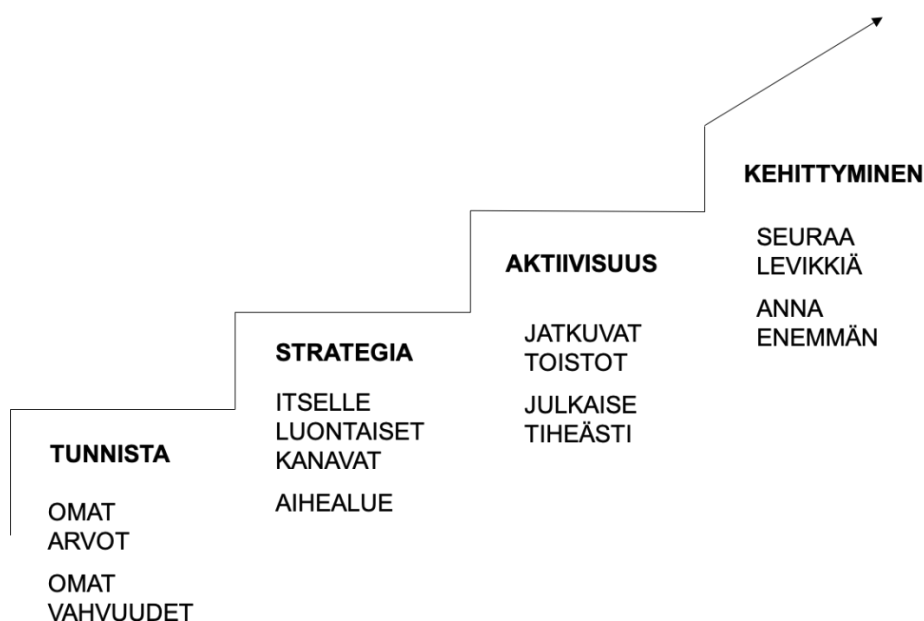 TUNNISTA
OMAT
ARVOT
OMAT
VAHVUUDET
STRATEGIA
ITSELLE
LUONTAISET
KANAVAT
AIHEALUE
AKTIIVISUUS
JATKUVAT
TOISTOT
JULKAISE
TIHEÄSTI
KEHITTYMINEN
SEURAA
LEVIKKIÄ
ANNA
ENEMMÄN